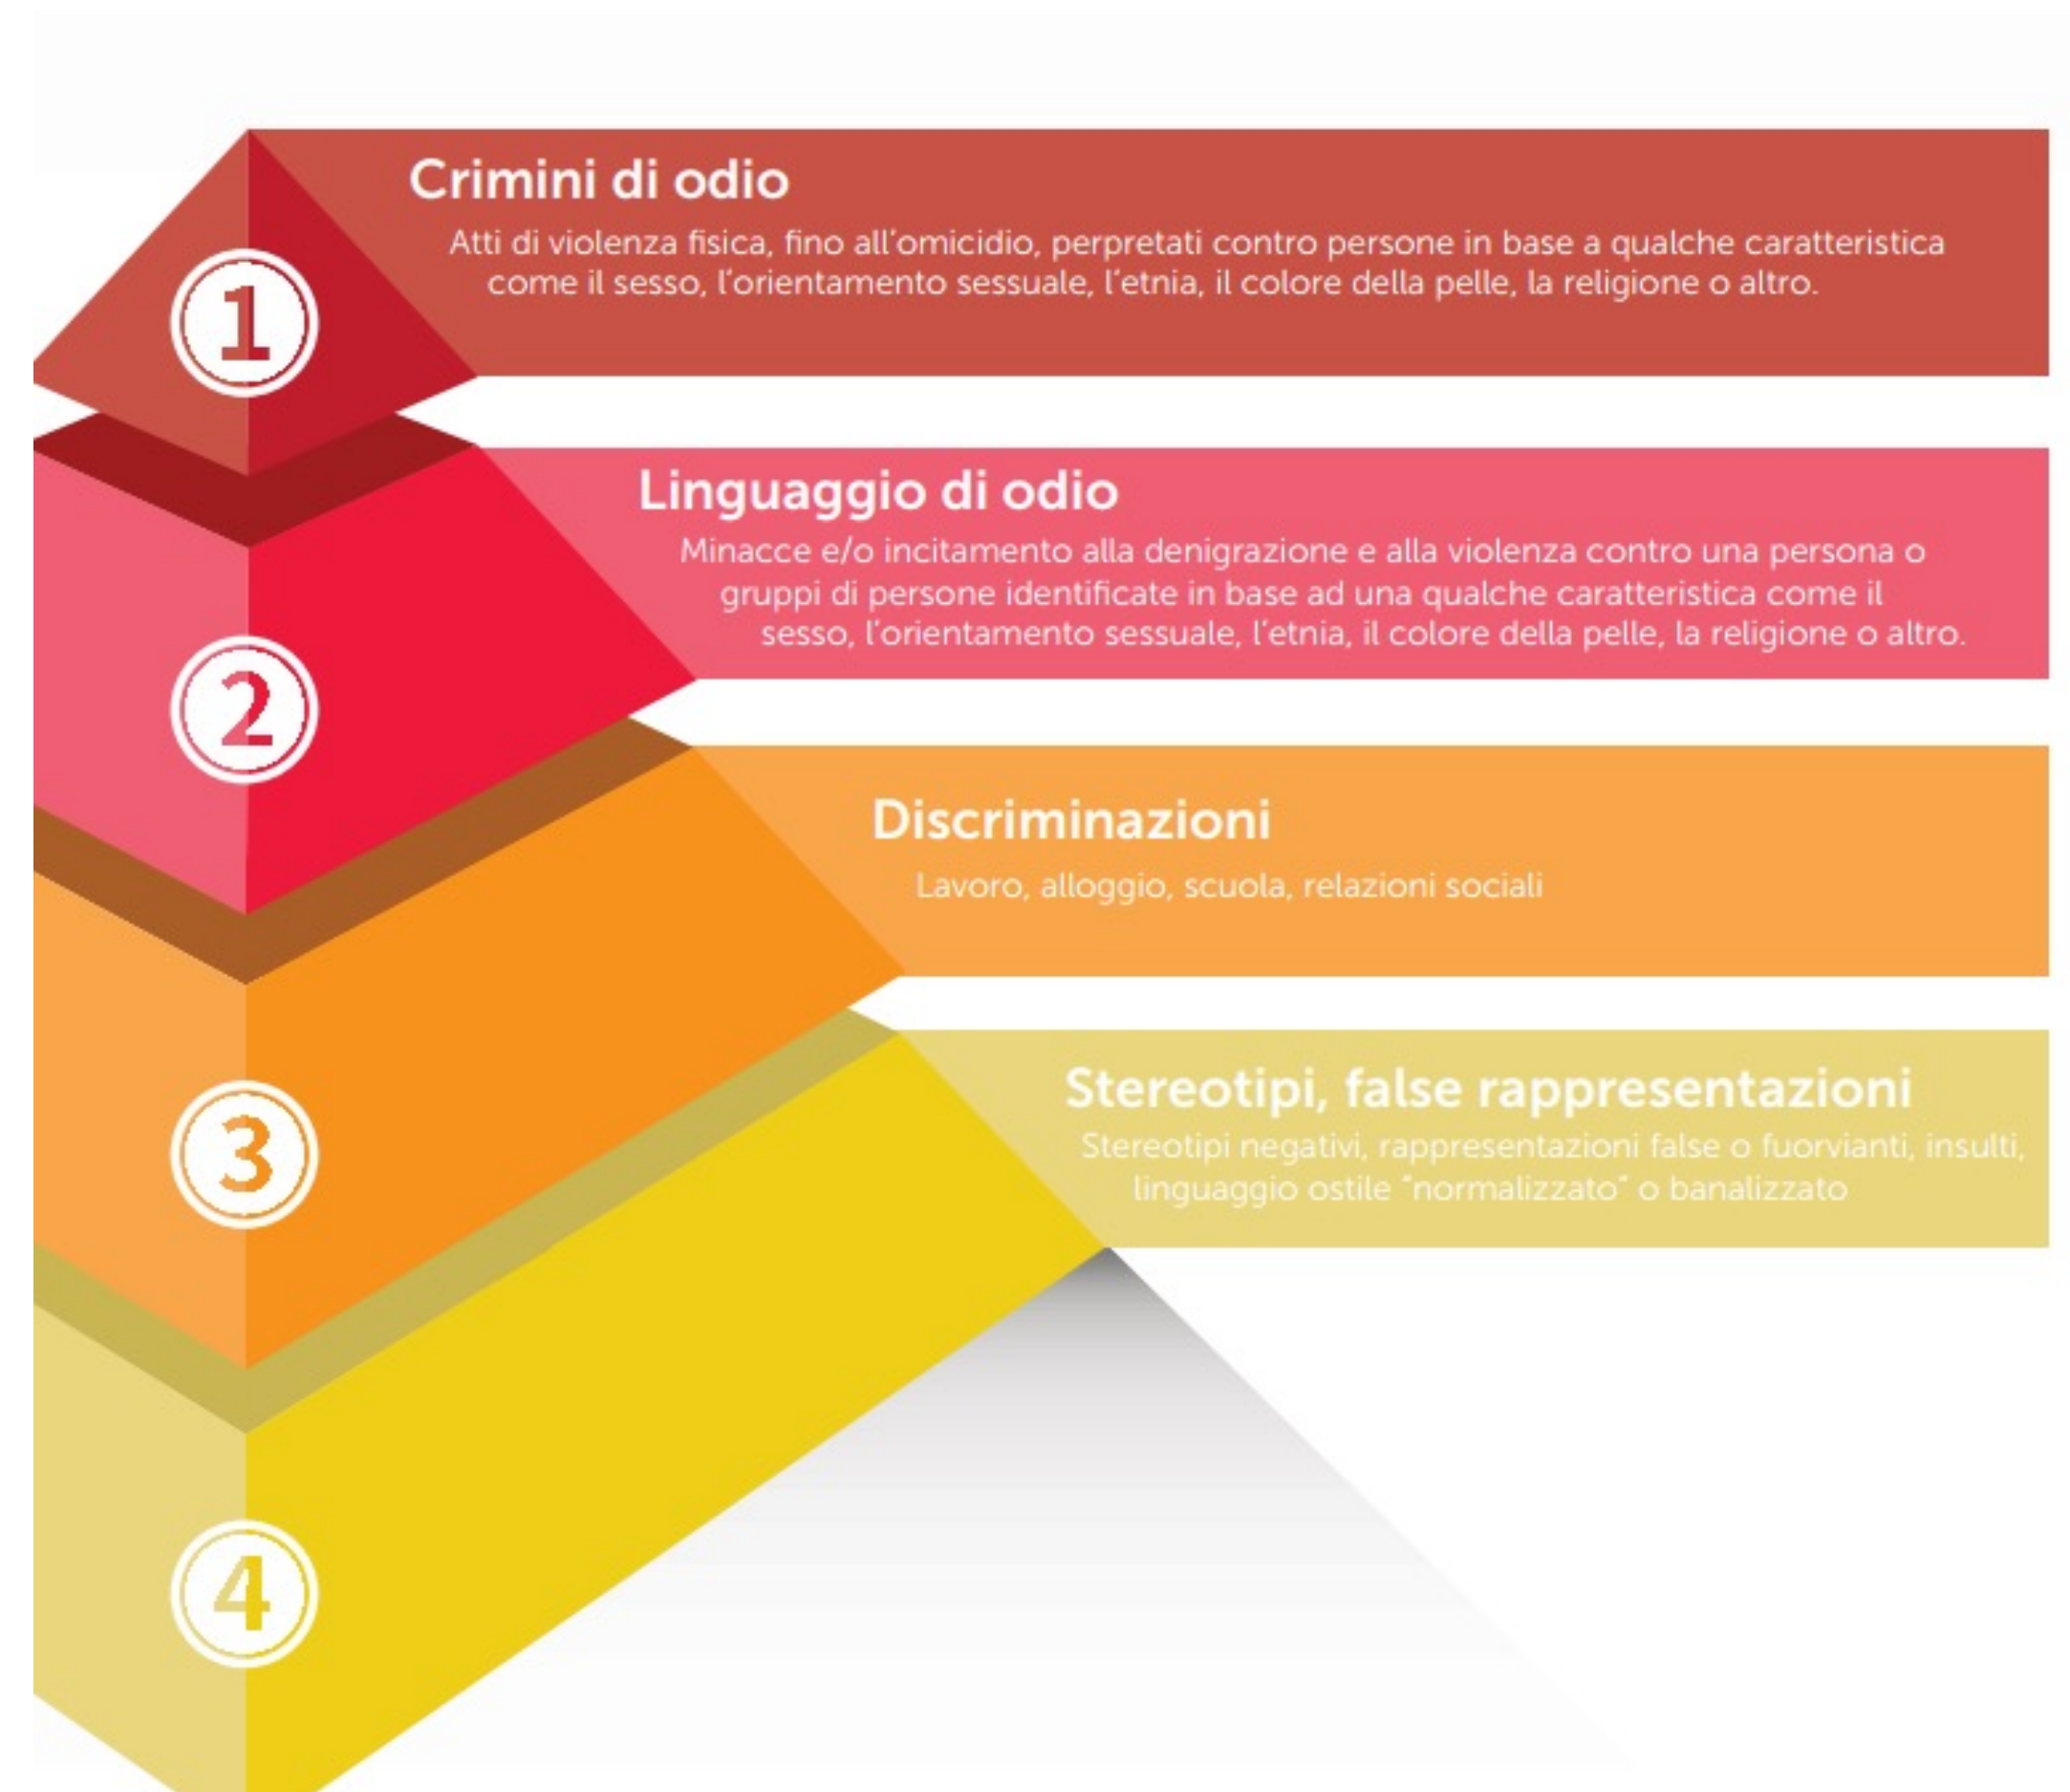 1
Crimini di odio
Atti di violenza fisica, fino all'omicidio, perpretati contro persone in base a qualche caratteristica
come il sesso, l'orientamento sessuale, l'etnia, il colore della pelle, la religione o altro.
2
Linguaggio di odio
Minacce e/o incitamento alla denigrazione e alla violenza contro una persona o
gruppi di persone identificate in base ad una qualche caratteristica come il
sesso, l'orientamento sessuale, l'etnia, il colore della pelle, la religione o altro.
3
Discriminazioni
Lavoro, alloggio, scuola, relazioni sociali
4
Stereotipi, false rappresentazioni
Stereotipi negativi, rappresentazioni false o fuorvianti, insulti,
linguaggio ostile "normalizzato" o banalizzato